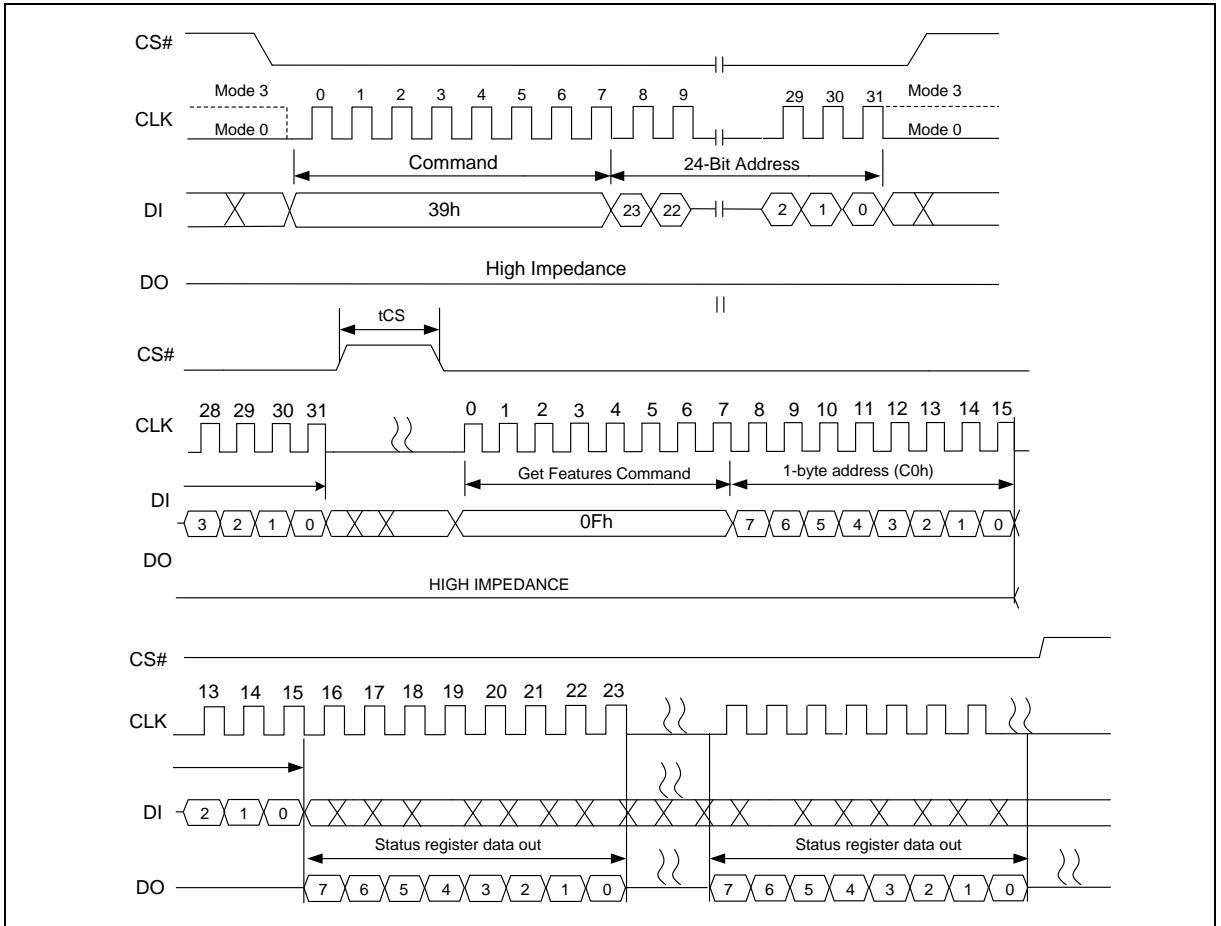 CS#
Mode 3 0 1 2 3 4 5 6 7 8 9 29 30 31 Mode 3
CLK
Mode 0 Mode 0
Command 24-Bit Address
DI 39h 23 22 2 1 0
DO High Impedance
tCS
CS#
CLK 28 29 30 31 0 1 2 3 4 5 6 7 8 9 10 11 12 13 14 15
Get Features Command 1-byte address (C0h)
DI
3 2 1 0 0Fh 7 6 5 4 3 2 1 0
DO
HIGH IMPEDANCE
CS#
13 14 15 16 17 18 19 20 21 22 23
CLK
DI 2 1 0
Status register data out Status register data out
DO 7 6 5 4 3 2 1 0 7 6 5 4 3 2 1 0